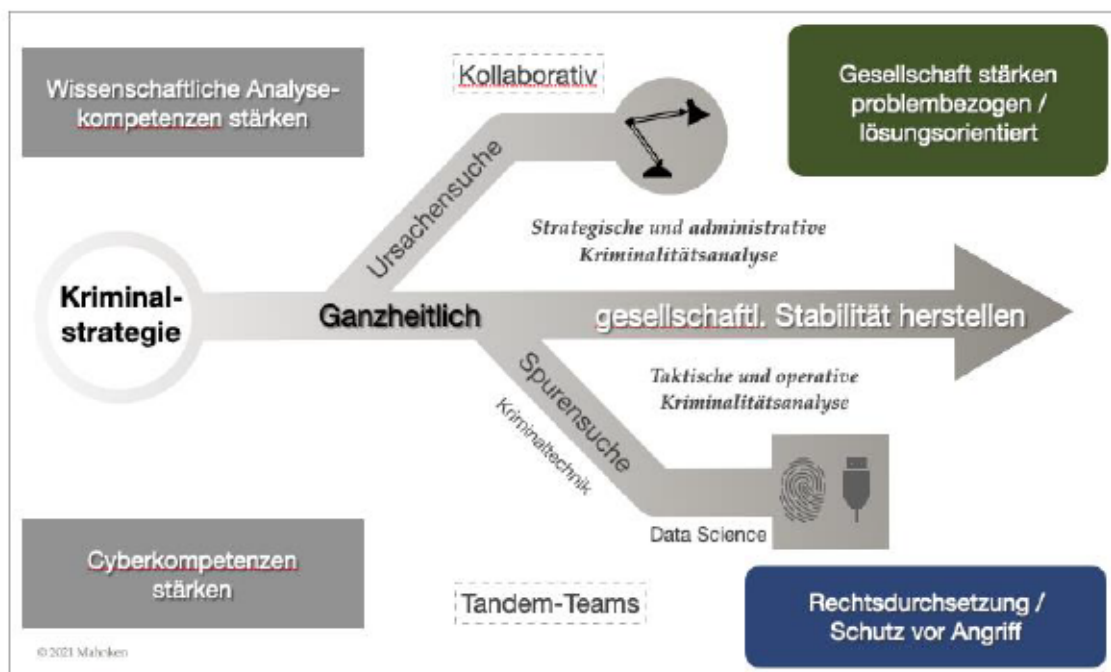 Wissenschaftliche Analyse-
kompetenzen stärken
Kollaborativ
Gesellschaft stärken
problembezogen /
lösungsorientiert
Ursachensuche
Strategische und administrative
Kriminalitätsanalyse
Kriminal-
strategie
Ganzheitlich
gesellschaftl. Stabilität herstellen
Taktische und operative
Kriminalitätsanalyse
Spurensuche
Kriminaltechnik
Data Science
Cyberkompetenzen
stärken
Tandem-Teams
Rechtsdurchsetzung /
Schutz vor Angriff
© 2021 Mahnken